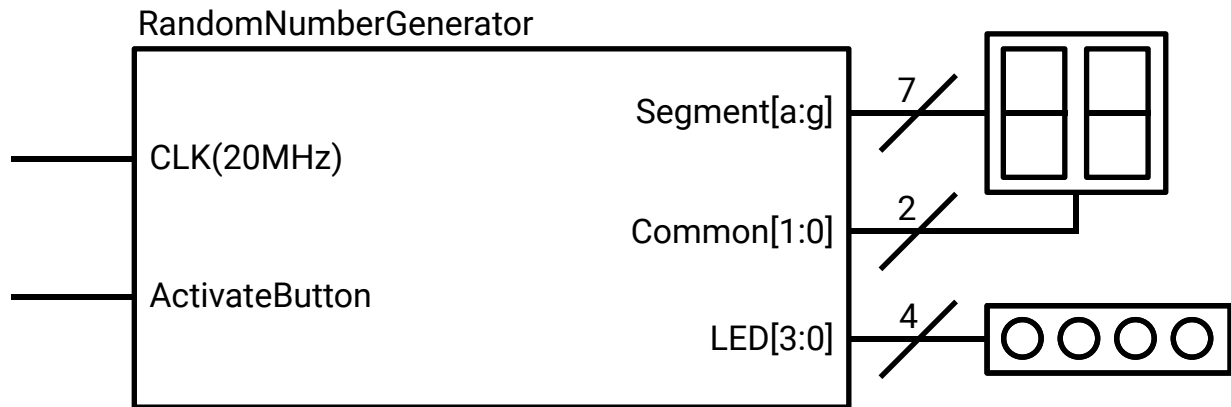 RandomNumberGenerator
Segment[a:g]
7
CLK(20MHz)
Common[1:0]
2
ActivateButton
LED[3:0]
4